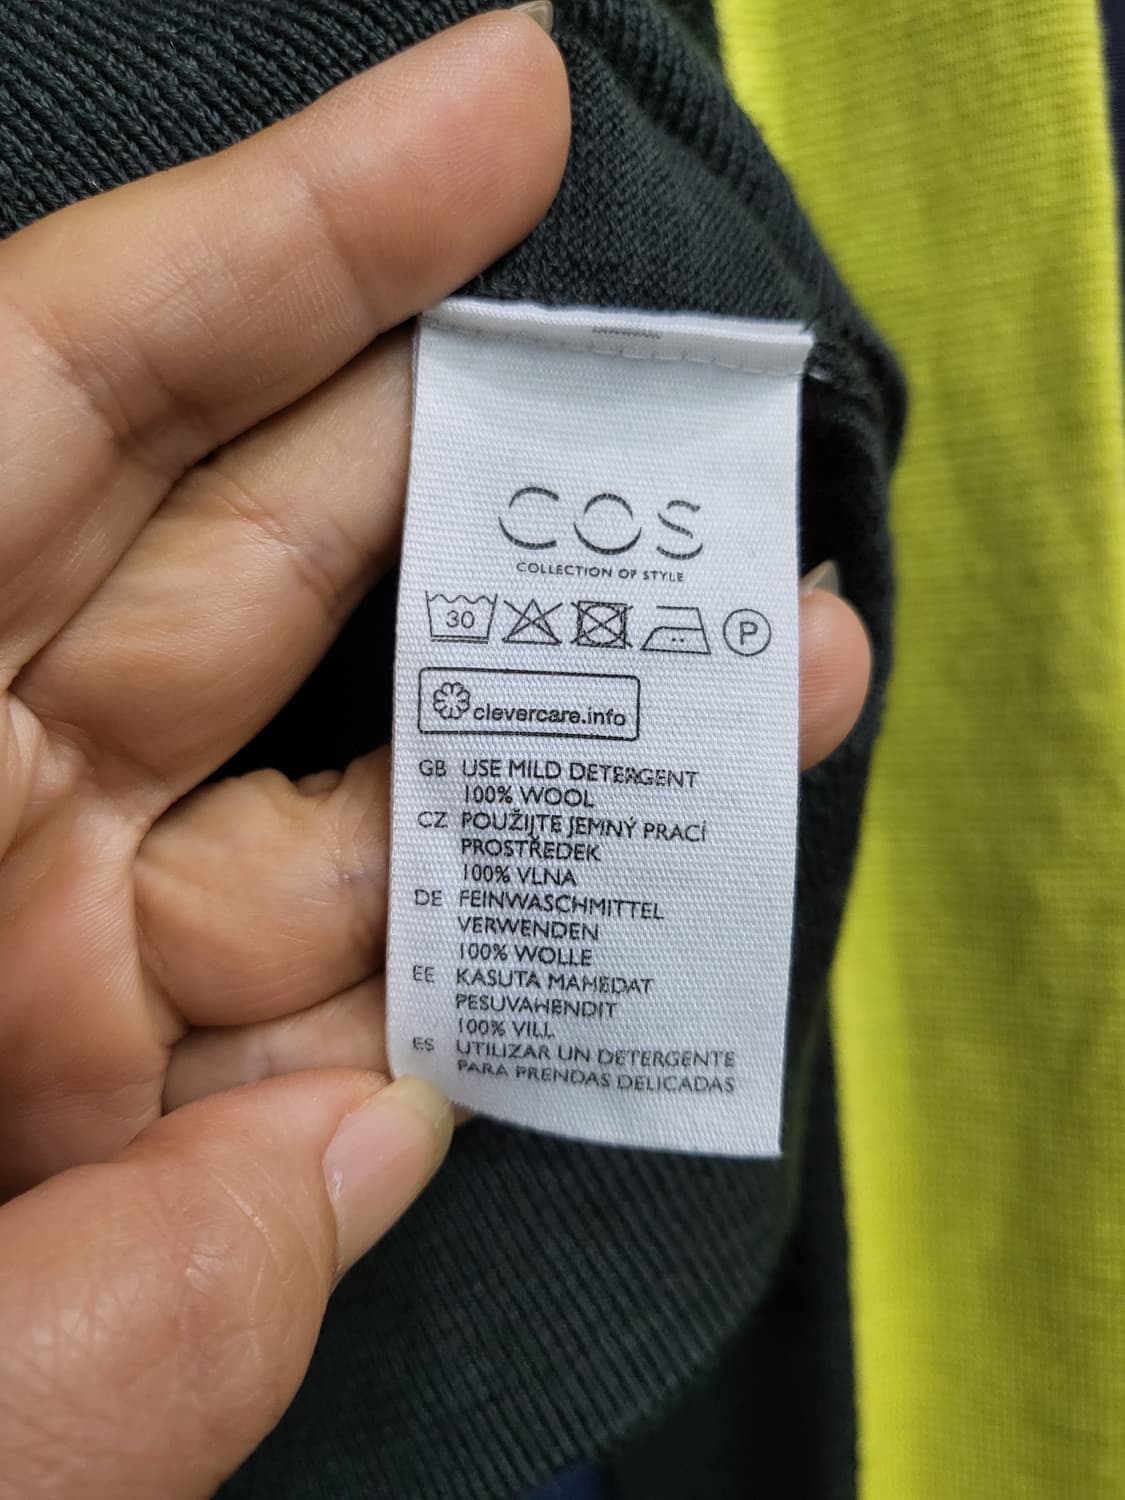 COS
COLLECTION OF STYLE
30 P
clevercare.info
GB USE MILD DETERGENT
100% WOOL
CZ POUŽIJTE JEMNÝ PRACÍ
PROSTŘEDEK
100% VLNA
DE FEINWASCHMITTEL
VERWENDEN
100% WOLLE
EE KASUTA MAHEDAT
PESUVAHENDIT
100% VILL
ES UTILIZAR UN DETERGENTE
PARA PRENDAS DELICADAS